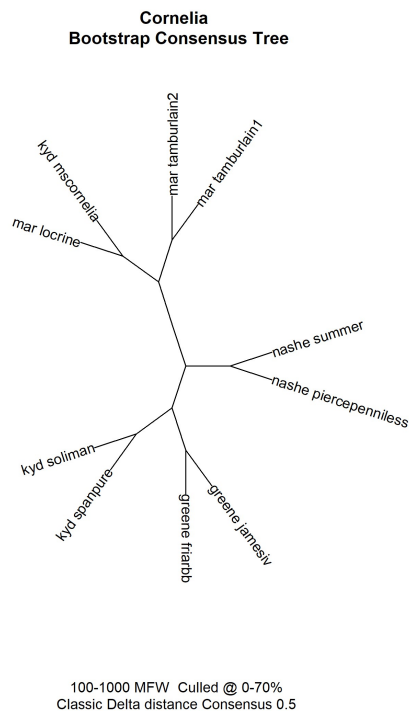 Cornelia
Bootstrap Consensus Tree
mar tamburlain2
mar tamburlain1
kyd mscornelia
mar locrine
nashe summer
nashe piercepenniless
kyd soliman
kyd spanpure
greene friarbb
greene jamesiv
100-1000 MFW Culled @ 0-70%
Classic Delta distance Consensus 0.5